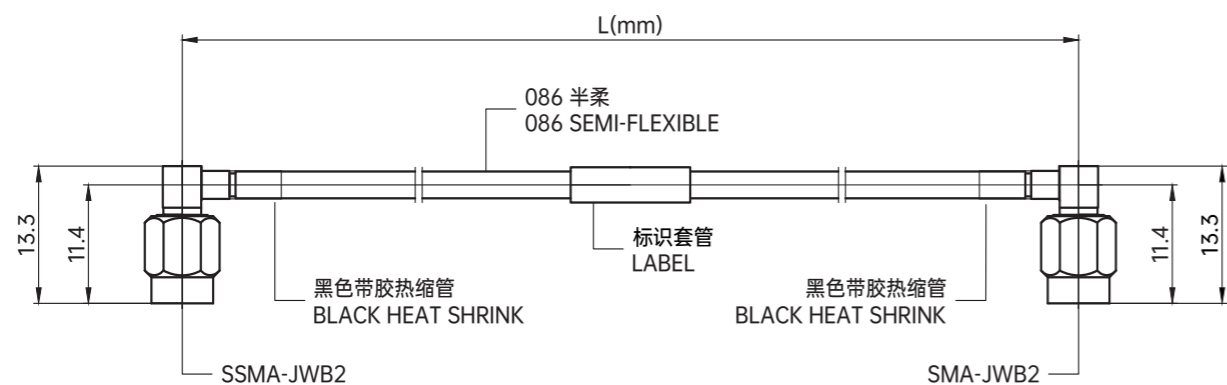 L(mm)
086 半柔
086 SEMI-FLEXIBLE
13.3
11.4
11.4
13.3
标识套管
LABEL
黑色带胶热缩管
BLACK HEAT SHRINK
黑色带胶热缩管
BLACK HEAT SHRINK
SSMA-JWB2
SMA-JWB2